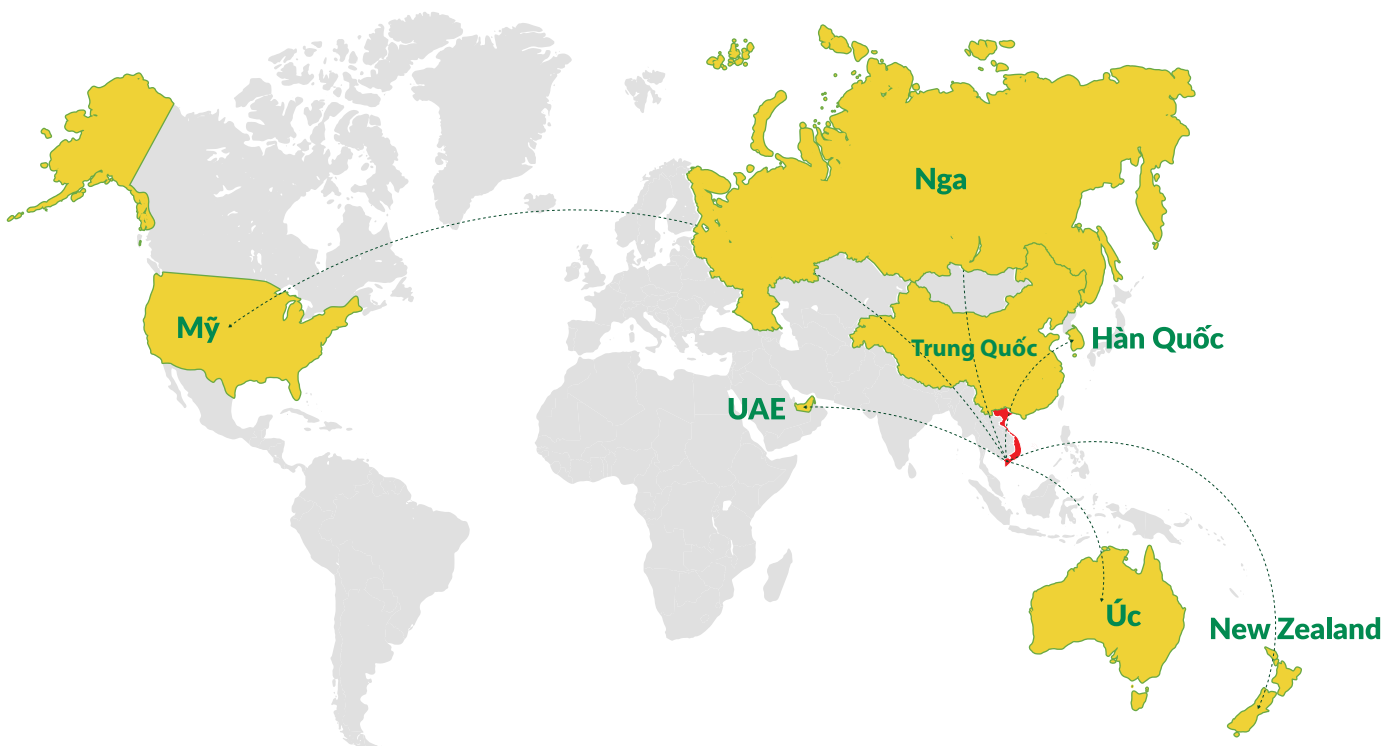 Nga
Mỹ
Hàn Quốc
Trung Quốc
UAE
Úc
New Zealand